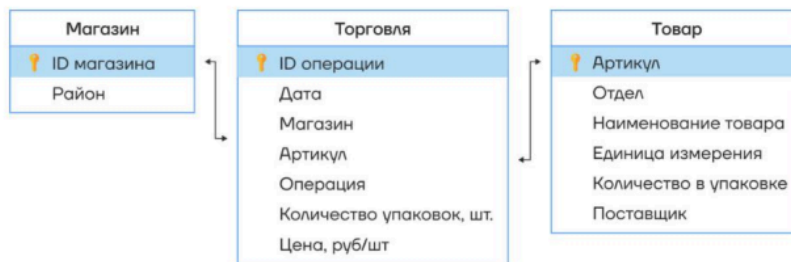 Магазин
ID магазина
Район
Торговля
ID операции
Дата
Магазин
Артикул
Операция
Количество упаковок, шт.
Цена, руб/шт
Товар
Артикул
Отдел
Наименование товара
Единица измерения
Количество в упаковке
Поставщик